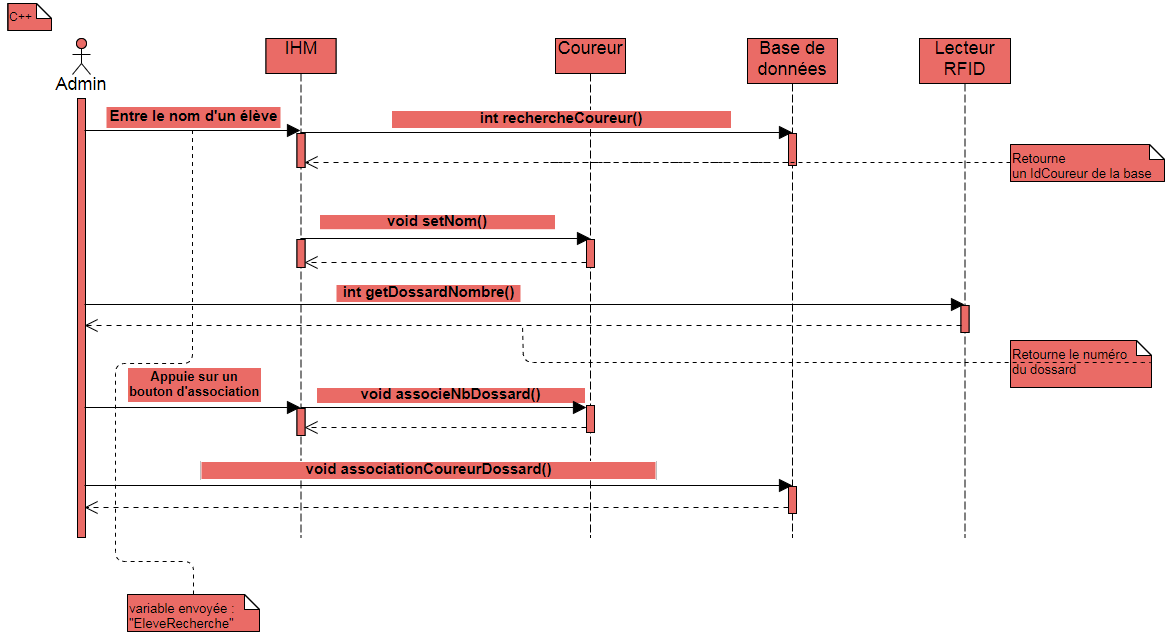 C++
Admin
IHM
Coureur
Base de
données
Lecteur
RFID
Entre le nom d'un élève
int rechercheCoureur()
Retourne
un IdCoureur de la base
void setNom()
int getDossardNombre()
Retourne le numéro
du dossard
Appuie sur un
bouton d'association
void associeNbDossard()
void associationCoureurDossard()
variable envoyée :
"EleveRecherche"